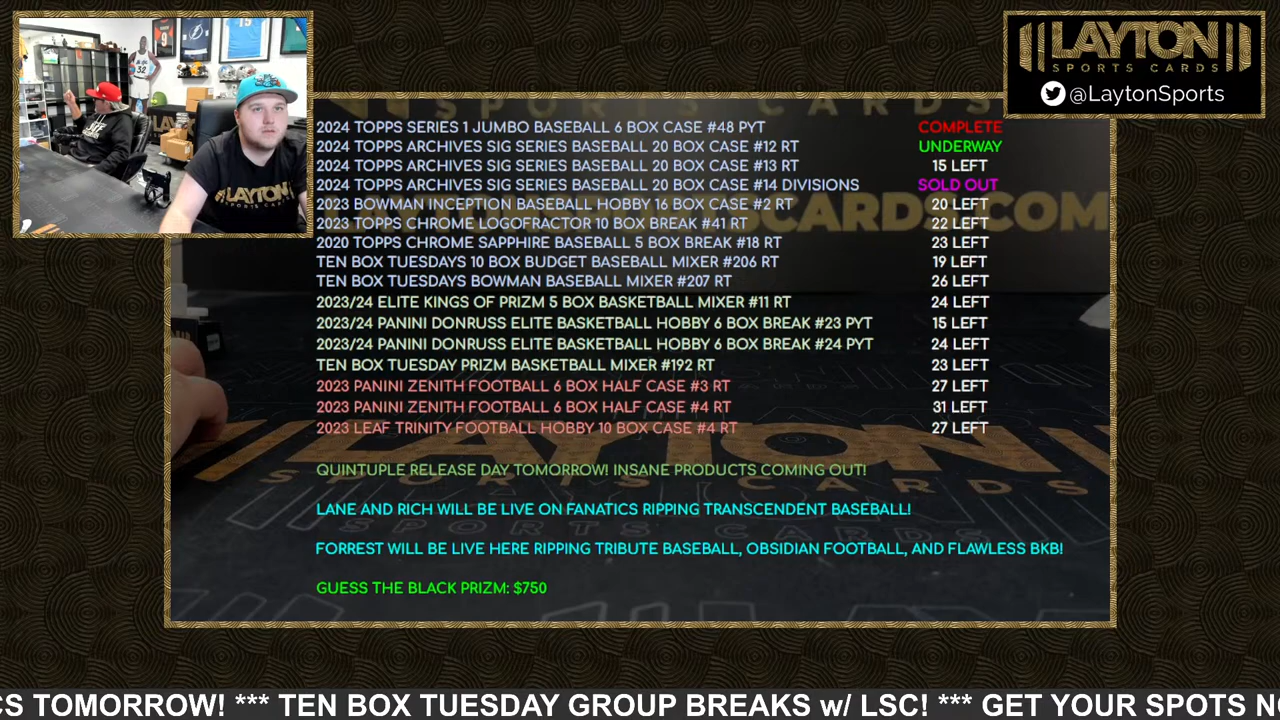 LAYTON
SPORTS CARDS
@LaytonSports
SPORTS CARDS
2024 TOPPS SERIES 1 JUMBO BASEBALL 6 BOX CASE #48 PYT COMPLETE
2024 TOPPS ARCHIVES SIG SERIES BASEBALL 20 BOX CASE #12 RT UNDERWAY
2024 TOPPS ARCHIVES SIG SERIES BASEBALL 20 BOX CASE #13 RT 15 LEFT
2024 TOPPS ARCHIVES SIG SERIES BASEBALL 20 BOX CASE #14 DIVISIONS SOLD OUT
2023 BOWMAN INCEPTION BASEBALL HOBBY 16 BOX CASE #2 RT 20 LEFT
2023 TOPPS CHROME LOGOFRACTOR 10 BOX BREAK #41 RT 22 LEFT
2020 TOPPS CHROME SAPPHIRE BASEBALL 5 BOX BREAK #18 RT 23 LEFT
TEN BOX TUESDAYS 10 BOX BUDGET BASEBALL MIXER #206 RT 19 LEFT
TEN BOX TUESDAYS BOWMAN BASEBALL MIXER #207 RT 26 LEFT
2023/24 ELITE KINGS OF PRIZM 5 BOX BASKETBALL MIXER #11 RT 24 LEFT
2023/24 PANINI DONRUSS ELITE BASKETBALL HOBBY 6 BOX BREAK #23 PYT 15 LEFT
2023/24 PANINI DONRUSS ELITE BASKETBALL HOBBY 6 BOX BREAK #24 PYT 24 LEFT
TEN BOX TUESDAY PRIZM BASKETBALL MIXER #192 RT 23 LEFT
2023 PANINI ZENITH FOOTBALL 6 BOX HALF CASE #3 RT 27 LEFT
2023 PANINI ZENITH FOOTBALL 6 BOX HALF CASE #4 RT 31 LEFT
2023 LEAF TRINITY FOOTBALL HOBBY 10 BOX CASE #4 RT 27 LEFT
LAYTON
SPORTS CARDS
QUINTUPLE RELEASE DAY TOMORROW! INSANE PRODUCTS COMING OUT!
LANE AND RICH WILL BE LIVE ON FANATICS RIPPING TRANSCENDENT BASEBALL!
FORREST WILL BE LIVE HERE RIPPING TRIBUTE BASEBALL, OBSIDIAN FOOTBALL, AND FLAWLESS BKB!
GUESS THE BLACK PRIZM: $750
CS TOMORROW! *** TEN BOX TUESDAY GROUP BREAKS w/ LSC! *** GET YOUR SPOTS N